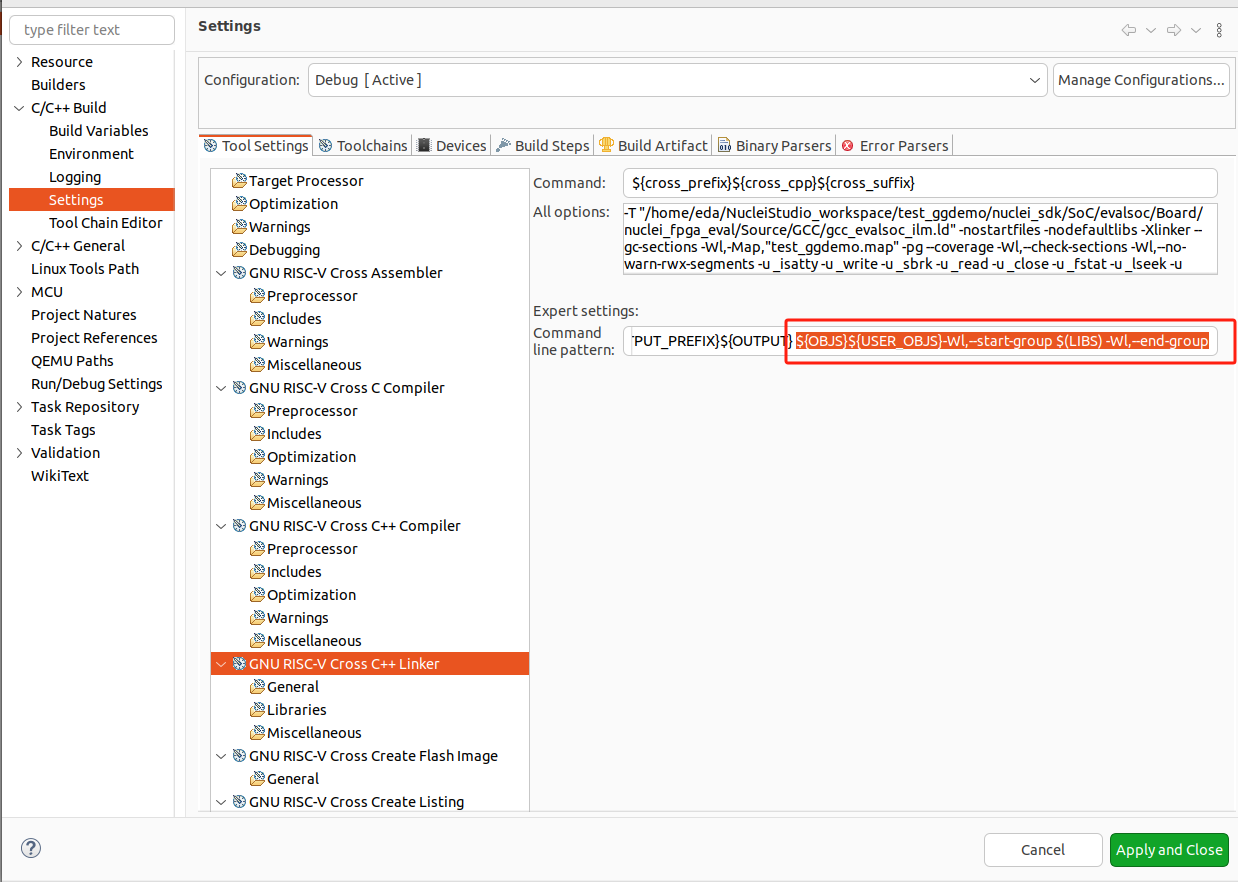 type filter text
Resource
Builders
C/C++ Build
Build Variables
Environment
Logging
Settings
Tool Chain Editor
C/C++ General
Linux Tools Path
MCU
Project Natures
Project References
QEMU Paths
Run/Debug Settings
Task Repository
Task Tags
Validation
WikiText
Settings
Configuration: Debug [ Active ] Manage Configurations...
Tool Settings Toolchains Devices Build Steps Build Artifact Binary Parsers Error Parsers
Target Processor
Optimization
Warnings
Debugging
GNU RISC-V Cross Assembler
Preprocessor
Includes
Warnings
Miscellaneous
GNU RISC-V Cross C Compiler
Preprocessor
Includes
Optimization
Warnings
Miscellaneous
GNU RISC-V Cross C++ Compiler
Preprocessor
Includes
Optimization
Warnings
Miscellaneous
GNU RISC-V Cross C++ Linker
General
Libraries
Miscellaneous
GNU RISC-V Cross Create Flash Image
General
GNU RISC-V Cross Create Listing
Command: ${cross_prefix}${cross_cpp}${cross_suffix}
All options: -T "/home/eda/NucleiStudio_workspace/test_ggdemo/nuclei_sdk/SoC/evalsoc/Board/
nuclei_fpga_eval/Source/GCC/gcc_evalsoc_ilm.ld" -nostartfiles -nodefaultlibs -Xlinker --
gc-sections -Wl,-Map,"test_ggdemo.map" -pg --coverage -Wl,--check-sections -Wl,--no-
warn-rwx-segments -u _isatty -u _write -u _sbrk -u _read -u _close -u _fstat -u _lseek -u
Expert settings:
Command
line pattern: TPUT_PREFIX}${OUTPUT} ${OBJS}${USER_OBJS}-Wl,--start-group $(LIBS) -Wl,--end-group
Cancel Apply and Close